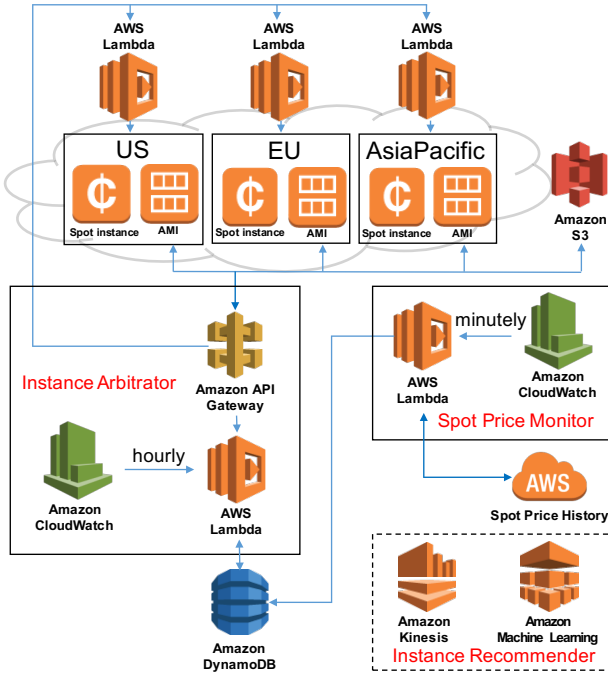 AWS
Lambda
AWS
Lambda
AWS
Lambda
US
EU
AsiaPacific
¢
¢
¢
Spot instance
AMI
Spot instance
AMI
Spot instance
AMI
Amazon
S3
Instance Arbitrator
Amazon API
Gateway
hourly
Amazon
CloudWatch
AWS
Lambda
Amazon
DynamoDB
minutely
AWS
Lambda
Amazon
CloudWatch
Spot Price Monitor
AWS
Spot Price History
Amazon
Kinesis
Amazon
Machine Learning
Instance Recommender